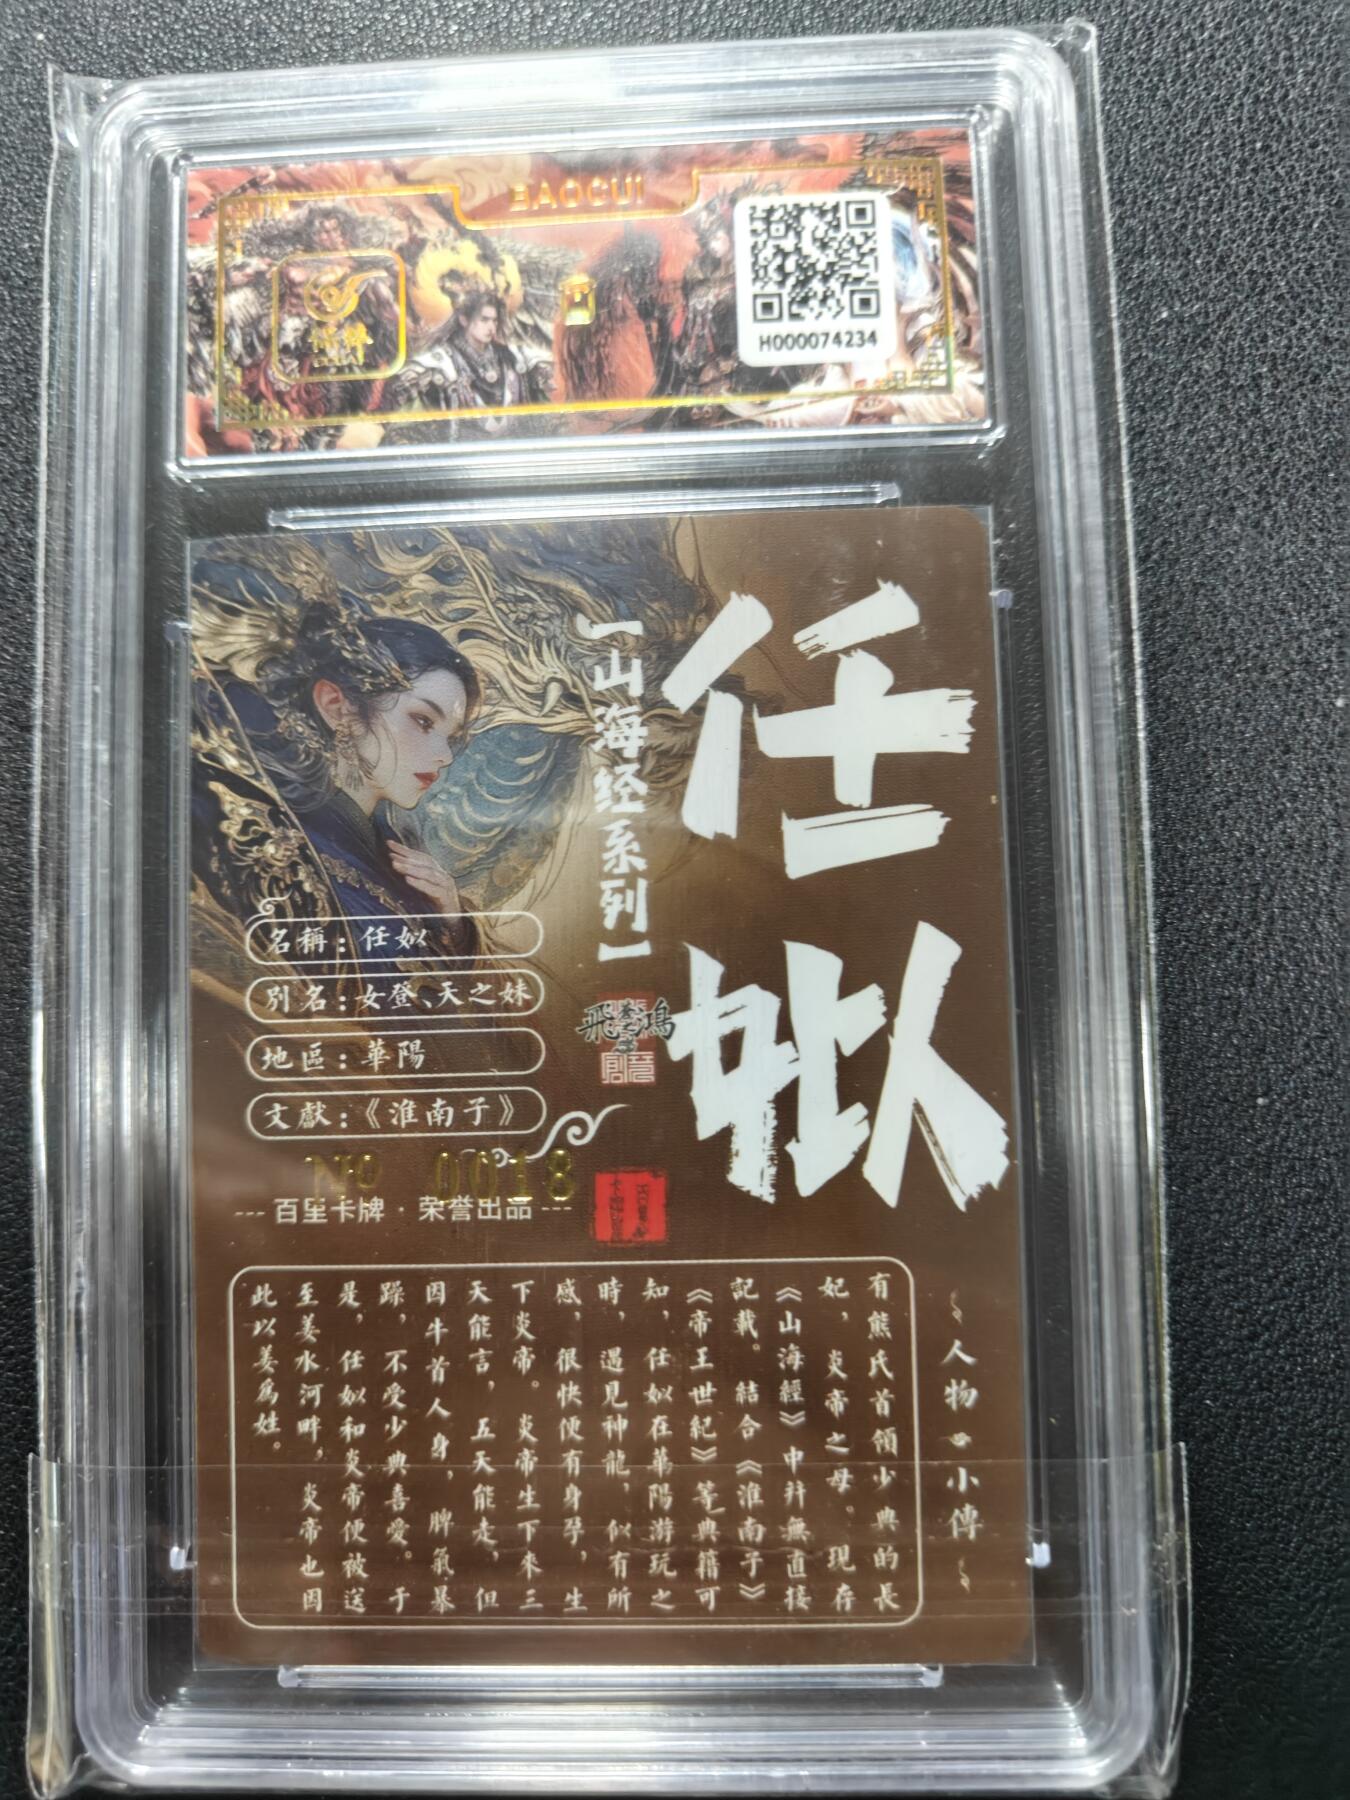 BAOCUI
保粹
H000074234
任姒
【山海经系列】
飛鴻
名稱：任姒
別名：女登、天之妹
地區：華陽
文獻：《淮南子》
Nº 0018
--- 百里卡牌 · 荣誉出品 ---
人物小傳
有熊氏首領少典的長
妃，炎帝之母。現存
《山海經》中幷無直接
記載。結合《淮南子》
《帝王世紀》等典籍可
知，任姒在華陽游玩之
時，遇見神龍，似有所
感，很快便有身孕，生
下炎帝。炎帝生下來三
天能言，五天能走，但
因牛首人身，脾氣暴
躁，不受少典喜愛。于
是，任姒和炎帝便被送
至姜水河畔，炎帝也因
此以姜爲姓。